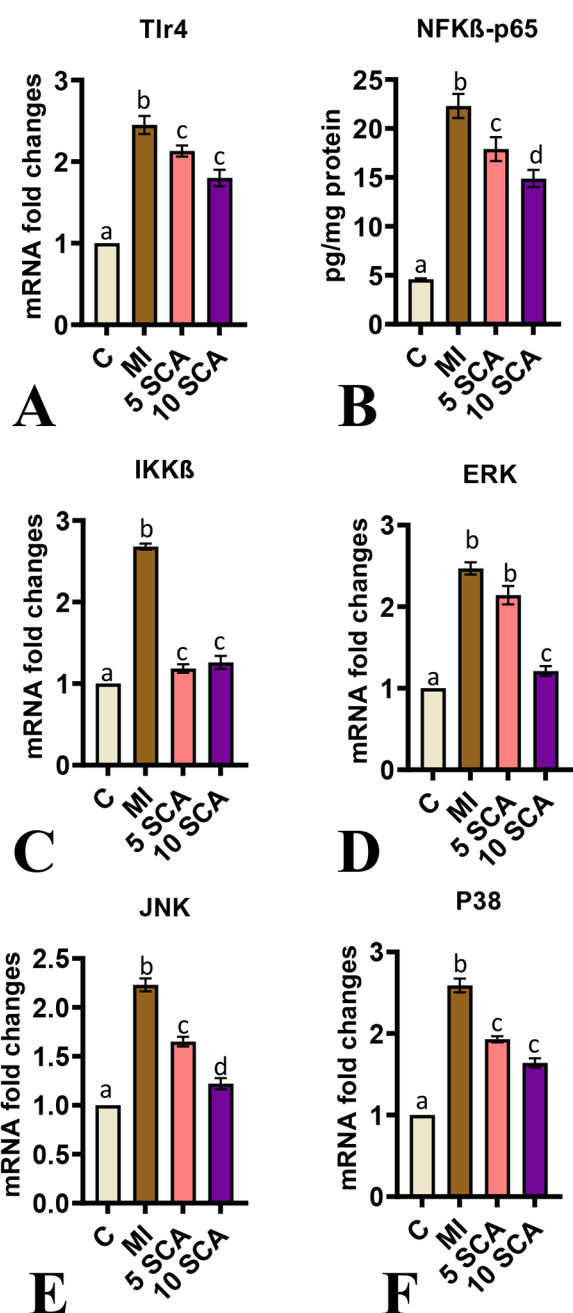 Tlr4
mRNA fold changes
3
2
1
0
a
b
c
c
C
MI
5 SCA
10 SCA
A
NFKß-p65
pg/mg protein
25
20
15
10
5
0
a
b
c
d
C
MI
5 SCA
10 SCA
B
IKKß
mRNA fold changes
3
2
1
0
a
b
c
c
C
MI
5 SCA
10 SCA
C
ERK
mRNA fold changes
3
2
1
0
a
b
b
c
C
MI
5 SCA
10 SCA
D
JNK
mRNA fold changes
2.5
2.0
1.5
1.0
0.5
0.0
a
b
c
d
C
MI
5 SCA
10 SCA
E
P38
mRNA fold changes
3
2
1
0
a
b
c
c
C
MI
5 SCA
10 SCA
F